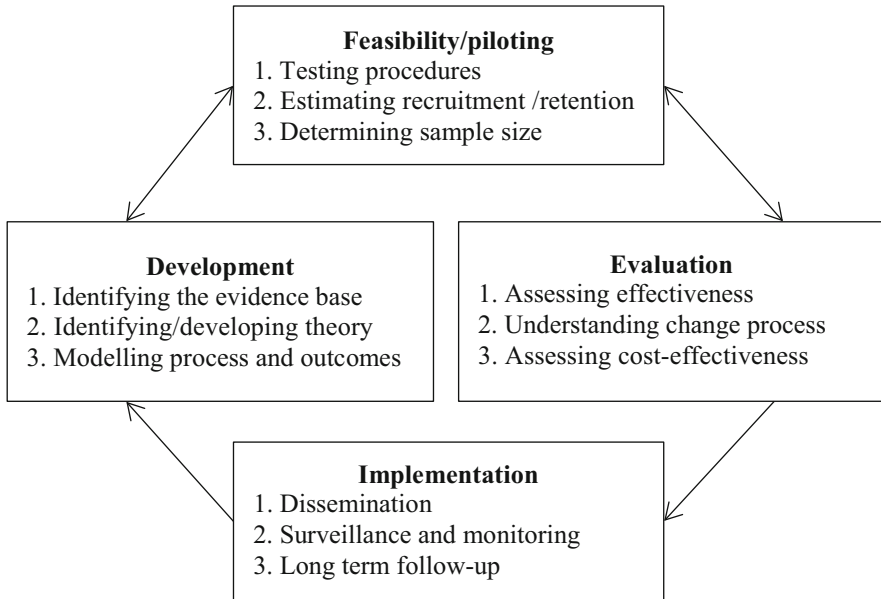 Feasibility/piloting
1. Testing procedures
2. Estimating recruitment /retention
3. Determining sample size
Development
1. Identifying the evidence base
2. Identifying/developing theory
3. Modelling process and outcomes
Evaluation
1. Assessing effectiveness
2. Understanding change process
3. Assessing cost-effectiveness
Implementation
1. Dissemination
2. Surveillance and monitoring
3. Long term follow-up